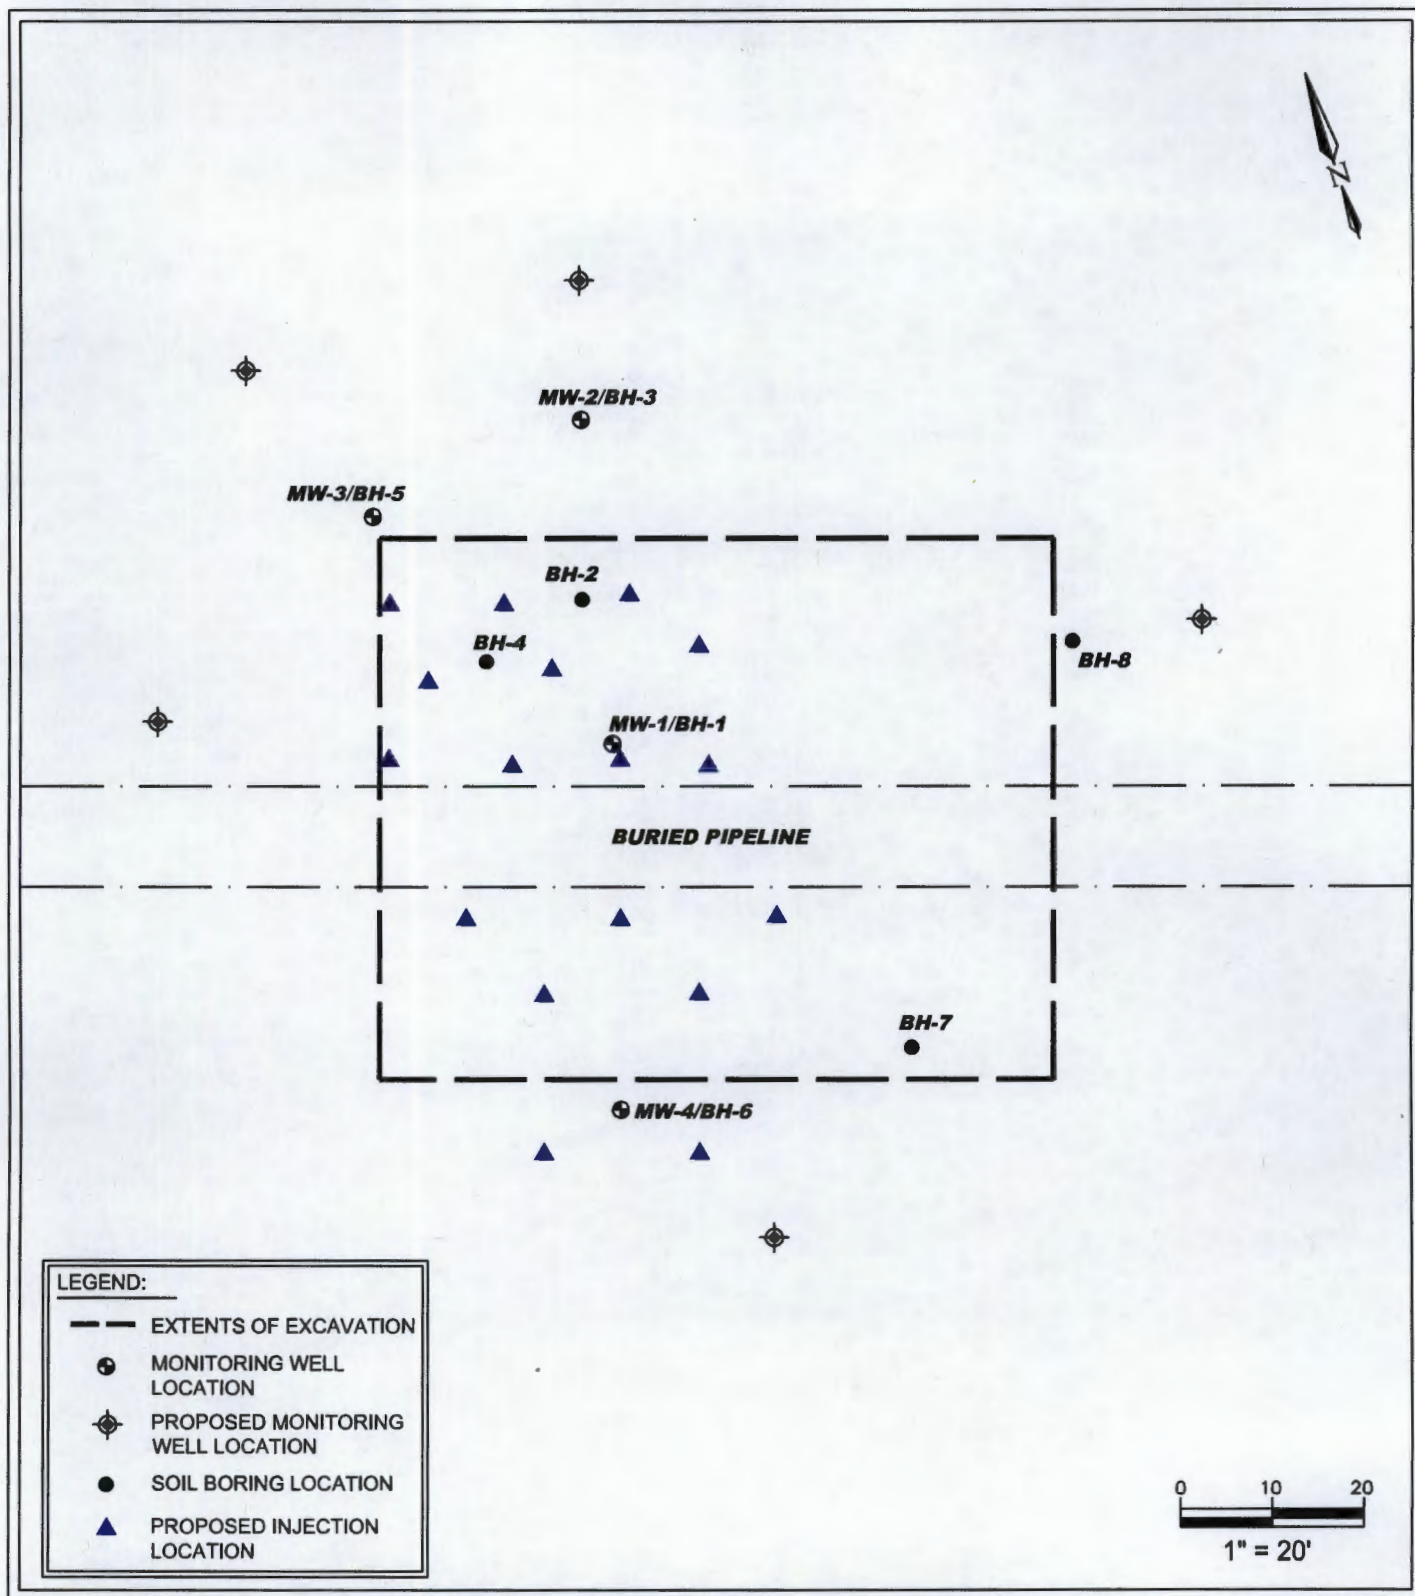 N
MW-2/BH-3
MW-3/BH-5
BH-2
BH-4
BH-8
MW-1/BH-1
BURIED PIPELINE
BH-7
MW-4/BH-6
LEGEND:
EXTENTS OF EXCAVATION
MONITORING WELL
LOCATION
PROPOSED MONITORING
WELL LOCATION
SOIL BORING LOCATION
PROPOSED INJECTION
LOCATION
0 10 20
1" = 20'